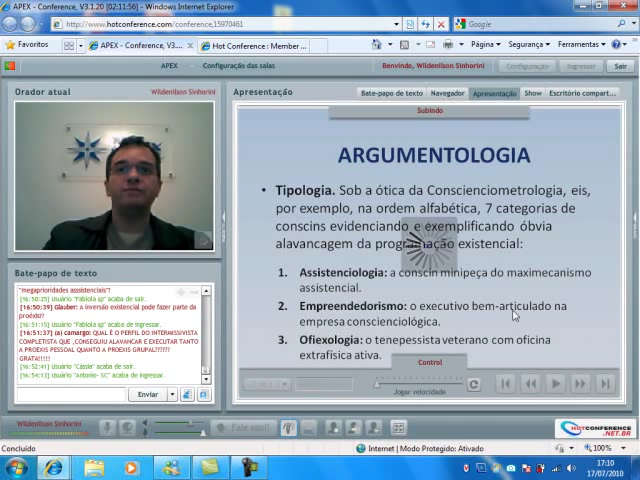 APEX - Conference, V3.1.20 [02:11:56] - Windows Internet Explorer
http://www.hotconference.com/conference,15970461
Google
Favoritos
APEX - Conference, V3....
Hot Conference : Member ...
Página
Segurança
Ferramentas
APEX
Configuração das salas
Benvindo, Wildenilson Sinhorini
Configuração
Ingressar
Sair
Orador atual
Wildenilson Sinhorini
Apresentação
Bate-papo de texto
Navegador
Apresentação
Show
Escritório compart...
Subindo
ARGUMENTOLOGIA
• Tipologia. Sob a ótica da Conscienciometrologia, eis,
por exemplo, na ordem alfabética, 7 categorias de
conscins evidenciando e exemplificando óbvia
alavancagem da programação existencial:
1. Assistenciologia: a conscin minipeça do maximecanismo
assistencial.
2. Empreendedorismo: o executivo bem-articulado na
empresa conscienciológica.
3. Ofiexologia: o tenepessista veterano com oficina
extrafísica ativa.
Control
Jogar velocidade
Bate-papo de texto
"megaprioridades asssistenciais"?
[16:50:29] Usuário "Fabiola sp" acaba de sair.
[16:50:39] Glauber: A inversão existencial pode fazer parte da
proéxis?
[16:51:15] Usuário "Fabiola sp" acaba de ingressar.
[16:51:37] (a) camargo: QUAL É O PERFIL DO INTERMISSIVISTA
COMPLETISTA QUE ,CONSEGUIU ALAVANCAR E EXECUTAR TANTO
A PROEXIS PESSOAL QUANTO A PROEXIS GRUPAL??????
GRATA!!!!!
[16:52:41] Usuário "Cássia" acaba de sair.
[16:54:13] Usuário "Antonio- SC" acaba de ingressar.
Enviar
Wildenilson Sinhorini
Fale aqui!
REC
HOTCONFERENCE
.NET.BR
Concluído
Internet | Modo Protegido: Ativado
100%
17:10
17/07/2010